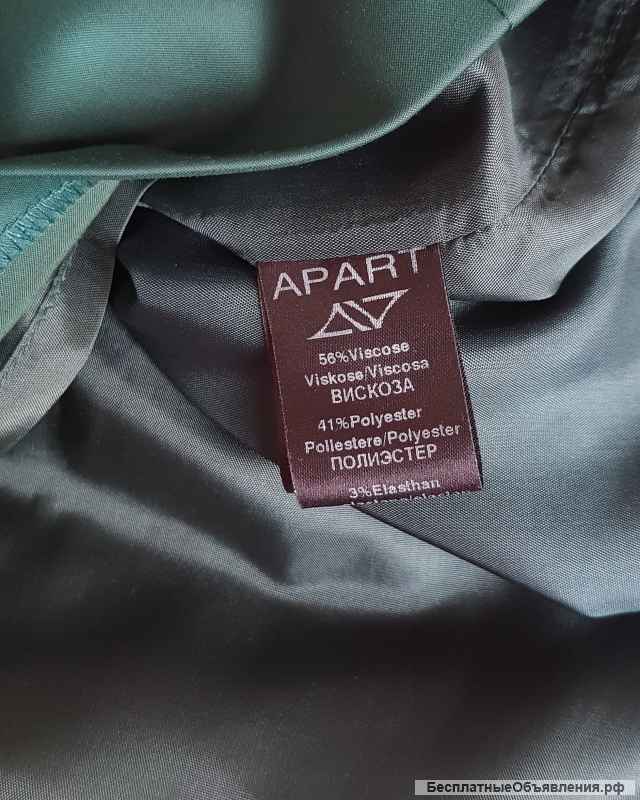 APART
56%Viscose
Viskose/Viscosa
ВИСКОЗА
41%Polyester
Poliestere/Polyester
ПОЛИЭСТЕР
3%Elasthan
БесплатныеОбъявления.рф